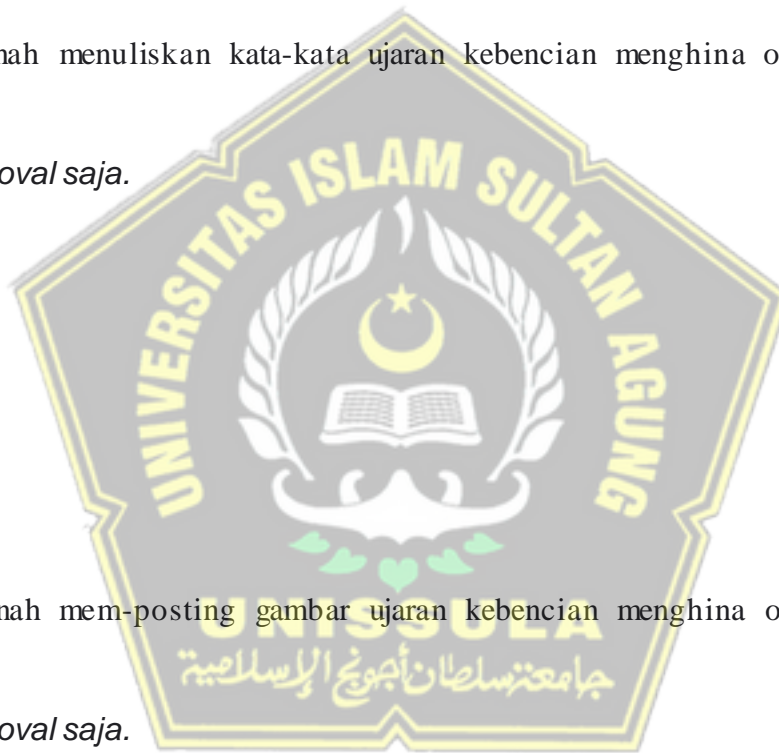 nah menuliskan kata-kata ujaran kebencian menghina o
oval saja.
UNIVERSITAS ISLAM SULTAN AGUNG
nah mem-posting gambar ujaran kebencian menghina o
UNISSULA
جامعة سلطان أجونج الإسلامية
oval saja.